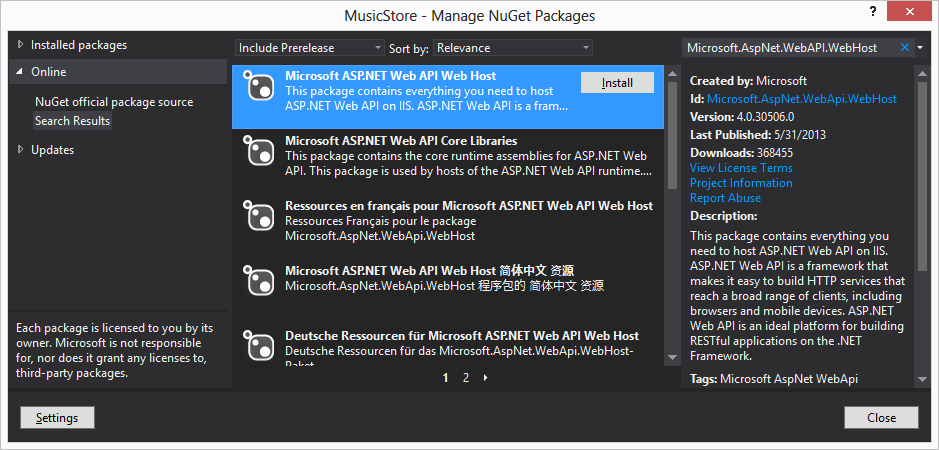 MusicStore - Manage NuGet Packages
?
Installed packages
Online
NuGet official package source
Search Results
Updates
Each package is licensed to you by its
owner. Microsoft is not responsible
for, nor does it grant any licenses to,
third-party packages.
Settings
Include Prerelease
Sort by:
Relevance
Microsoft ASP.NET Web API Web Host
This package contains everything you need to host
ASP.NET Web API on IIS. ASP.NET Web API is a fram...
Install
Microsoft ASP.NET Web API Core Libraries
This package contains the core runtime assemblies for ASP.NET Web
API. This package is used by hosts of the ASP.NET Web API runtime....
Ressources en français pour Microsoft ASP.NET Web API Web Host
Ressources Français pour le package
Microsoft.AspNet.WebApi.WebHost
Microsoft ASP.NET Web API Web Host 简体中文 资源
Microsoft.AspNet.WebApi.WebHost 程序包的 简体中文 资源
Deutsche Ressourcen für Microsoft ASP.NET Web API Web Host
Deutsche Ressourcen für das Microsoft.AspNet.WebApi.WebHost-
Paket
1 2
Microsoft.AspNet.WebAPI.WebHost
Created by: Microsoft
Id: Microsoft.AspNet.WebApi.WebHost
Version: 4.0.30506.0
Last Published: 5/31/2013
Downloads: 368455
View License Terms
Project Information
Report Abuse
Description:
This package contains everything you
need to host ASP.NET Web API on IIS.
ASP.NET Web API is a framework that
makes it easy to build HTTP services that
reach a broad range of clients, including
browsers and mobile devices. ASP.NET
Web API is an ideal platform for building
RESTful applications on the .NET
Framework.
Tags: Microsoft AspNet WebApi
Close